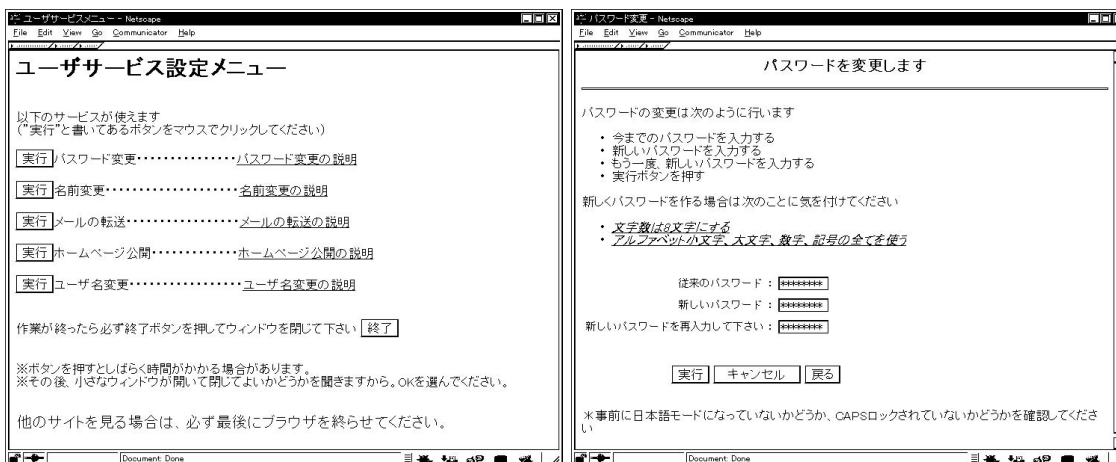 ユーザサービスメニュー - Netscape
File Edit View Go Communicator Help
ユーザサービス設定メニュー
以下のサービスが使えます
("実行"と書いてあるボタンをマウスでクリックしてください)
実行 パスワード変更・・・・・・・・・・・・・・・パスワード変更の説明
実行 名前変更・・・・・・・・・・・・・・・・・・・名前変更の説明
実行 メールの転送・・・・・・・・・・・・・・・・・メールの転送の説明
実行 ホームページ公開・・・・・・・・・・・・ホームページ公開の説明
実行 ユーザ名変更・・・・・・・・・・・・・・・・・ユーザ名変更の説明
作業が終ったら必ず終了ボタンを押してウィンドウを閉じて下さい 終了
※ボタンを押すとしばらく時間がかかる場合があります。
※その後、小さなウィンドウが開いて閉じてよいかどうかを聞きますから。OKを選んでください。
他のサイトを見る場合は、必ず最後にブラウザを終らせてください。
Document: Done
パスワード変更 - Netscape
File Edit View Go Communicator Help
パスワードを変更します
パスワードの変更は次のように行います
・ 今までのパスワードを入力する
・ 新しいパスワードを入力する
・ もう一度、新しいパスワードを入力する
・ 実行ボタンを押す
新しくパスワードを作る場合は次のことに気を付けてください
・ 文字数は8文字にする
・ アルファベット小文字、大文字、数字、記号の全てを使う
従来のパスワード : ********
新しいパスワード : ********
新しいパスワードを再入力して下さい : ********
実行 キャンセル 戻る
*事前に日本語モードになっていないかどうか、CAPSロックされていないかどうかを確認してくださ
い
Document: Done